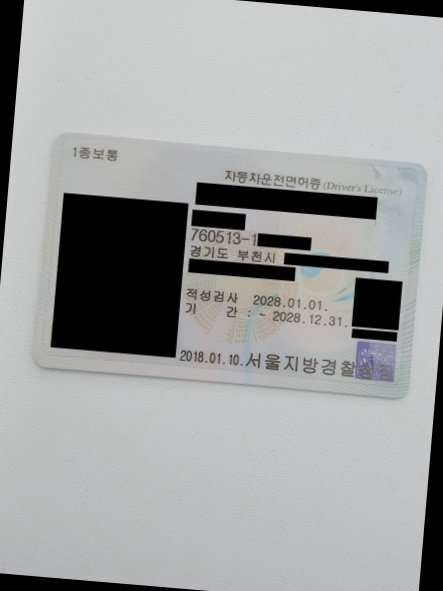 1종보통
자동차운전면허증 (Driver's License)
760513-1
경기도 부천시
적성검사 2028.01.01.
기 간 : ~ 2028.12.31.
2018.01.10. 서울지방경찰청장